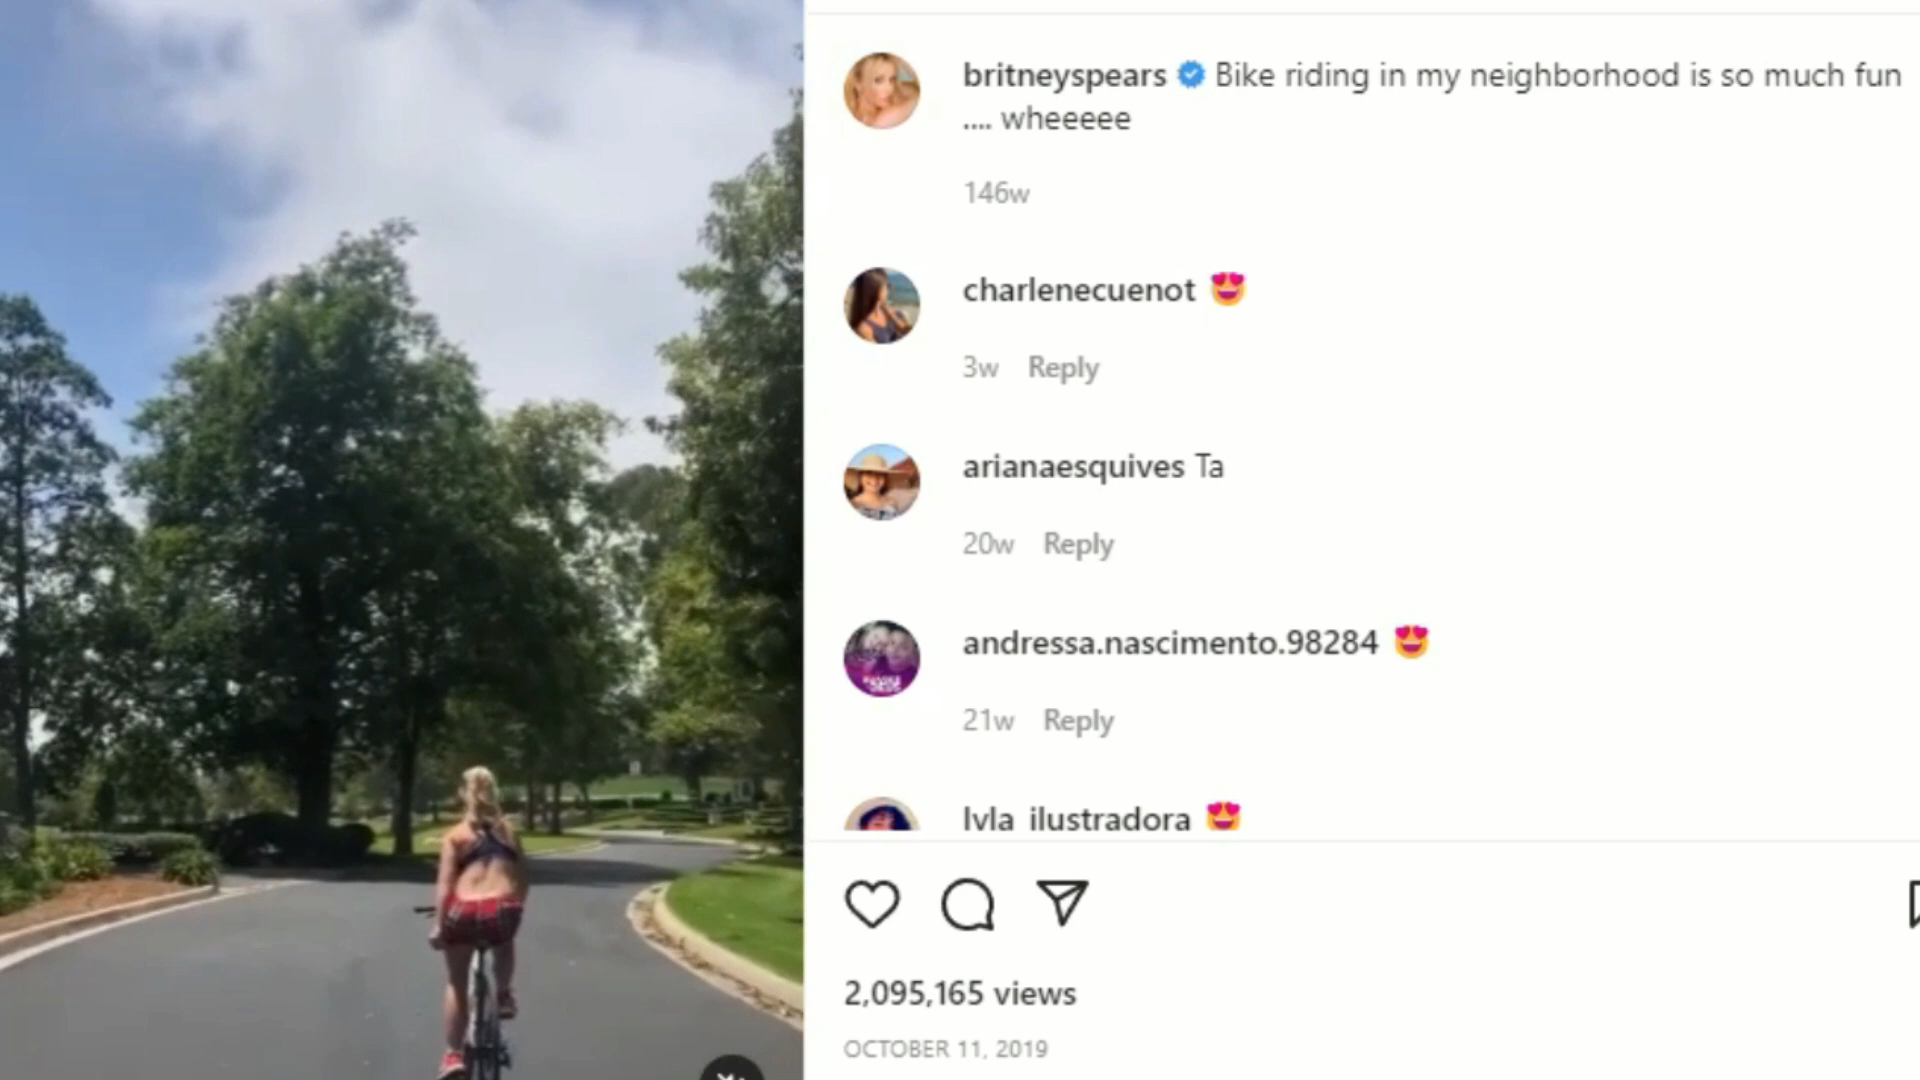 britneyspears Bike riding in my neighborhood is so much fun
.... wheeeee
146w
charlenecuenot 😍
3w Reply
arianaesquives Ta
20w Reply
andressa.nascimento.98284 😍
21w Reply
lvla_ilustradora 😍
2,095,165 views
OCTOBER 11, 2019